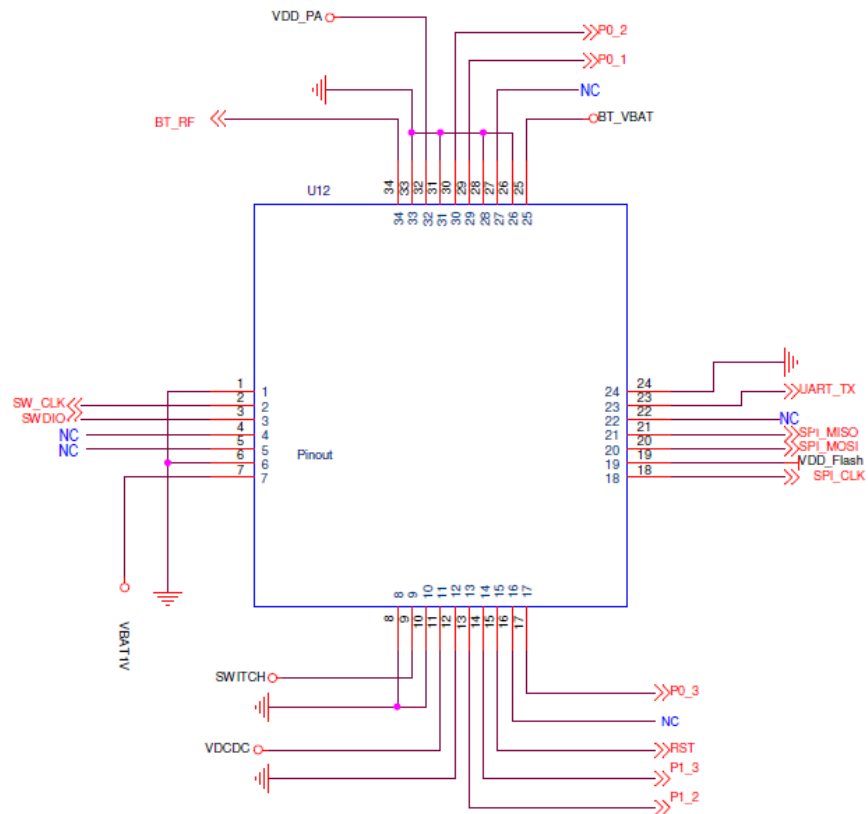 VDD_PA
P0_2
P0_1
NC
BT_RF
BT_VBAT
34 33 32 31 30 29 28 27 26 25
U12
34 33 32 31 30 29 28 27 26 25
1 1
SW_CLK 2 2
SWDIO 3 3
NC 4 4
NC 5 5
6 6
7 7
Pinout
24 24
23 23 UART_TX
22 22 NC
21 21 SPI_MISO
20 20 SPI_MOSI
19 19 VDD_Flash
18 18 SPI_CLK
VBAT1V
8 9 10 11 12 13 14 15 16 17
8 9 10 11 12 13 14 15 16 17
SWITCH
P0_3
NC
VDCDC
RST
P1_3
P1_2